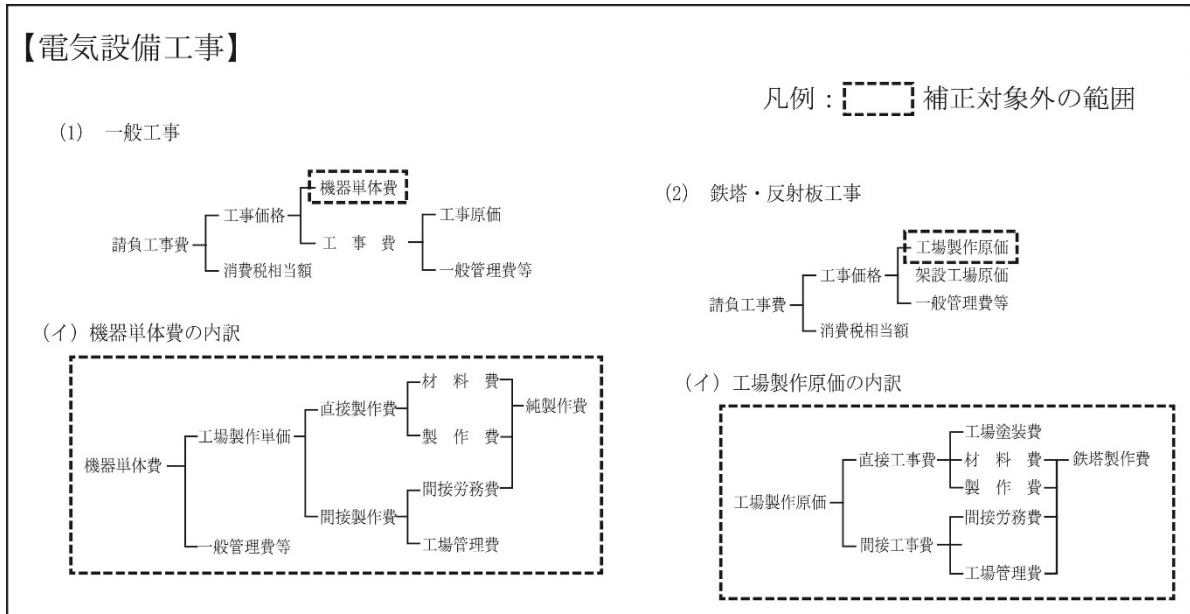 【電気設備工事】
凡例：補正対象外の範囲
(1) 一般工事
機器単体費
工事価格
工事原価
請負工事費
工 事 費
消費税相当額
一般管理費等
(イ) 機器単体費の内訳
材 料 費
直接製作費
純製作費
工場製作単価
製 作 費
機器単体費
間接労務費
間接製作費
一般管理費等
工場管理費
(2) 鉄塔・反射板工事
工場製作原価
工事価格
架設工場原価
請負工事費
一般管理費等
消費税相当額
(イ) 工場製作原価の内訳
工場塗装費
直接工事費
材 料 費
鉄塔製作費
製 作 費
工場製作原価
間接労務費
間接工事費
工場管理費